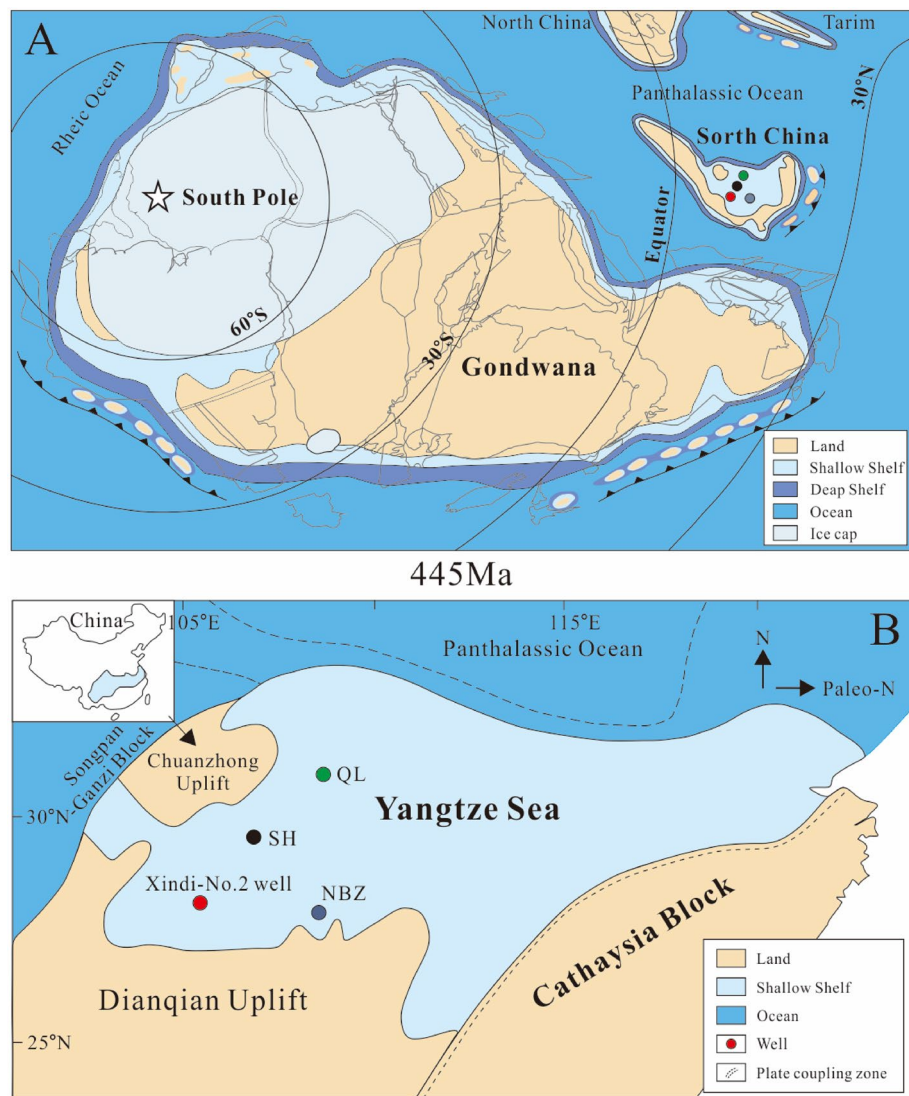 A
North China
Tarim
Rheic Ocean
Panthalassic Ocean
30°N
Sorth China
South Pole
Equator
60°S
30°S
Gondwana
Land
Shallow Shelf
Deap Shelf
Ocean
Ice cap
445Ma
China
105°E
115°E
B
Panthalassic Ocean
N
Paleo-N
Songpan
-Ganzi Block
Chuanzhong
Uplift
QL
30°N
Yangtze Sea
SH
Xindi-No.2 well
NBZ
Cathaysia Block
Dianqian Uplift
25°N
Land
Shallow Shelf
Ocean
Well
Plate coupling zone